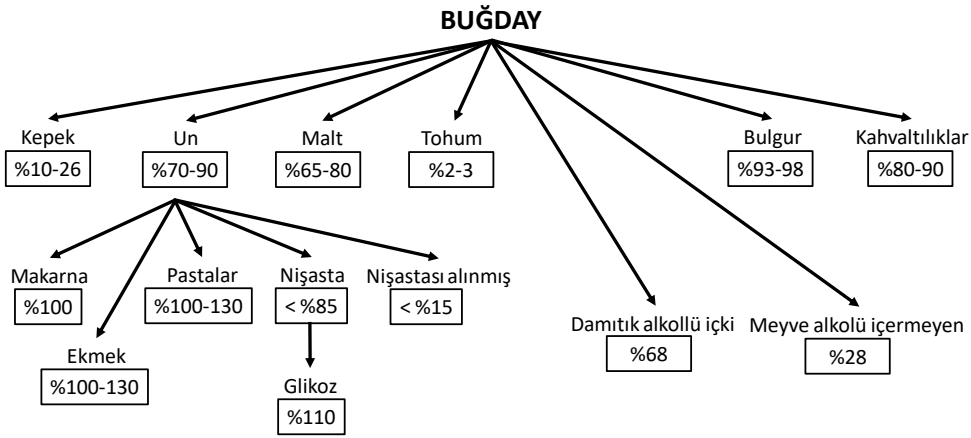 BUĞDAY
Kepek
%10-26
Un
%70-90
Malt
%65-80
Tohum
%2-3
Bulgur
%93-98
Kahvaltılıklar
%80-90
Makarna
%100
Pastalar
%100-130
Nişasta
< %85
Nişastası alınmış
< %15
Ekmek
%100-130
Glikoz
%110
Damıtık alkollü içki
%68
Meyve alkolü içermeyen
%28